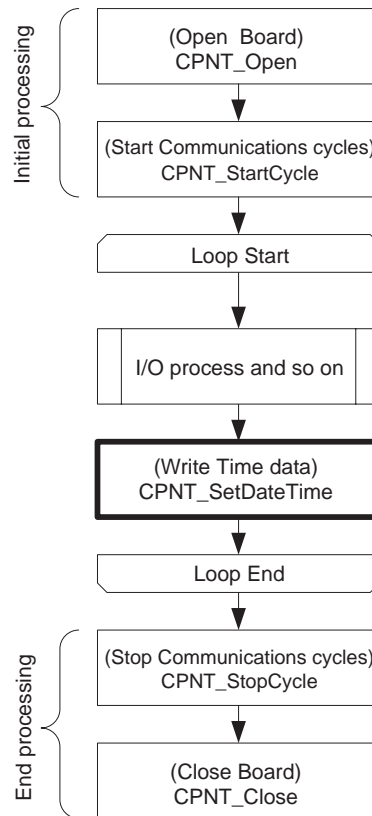 Initial processing
(Open Board)
CPNT_Open
(Start Communications cycles)
CPNT_StartCycle
Loop Start
I/O process and so on
(Write Time data)
CPNT_SetDateTime
Loop End
End processing
(Stop Communications cycles)
CPNT_StopCycle
(Close Board)
CPNT_Close